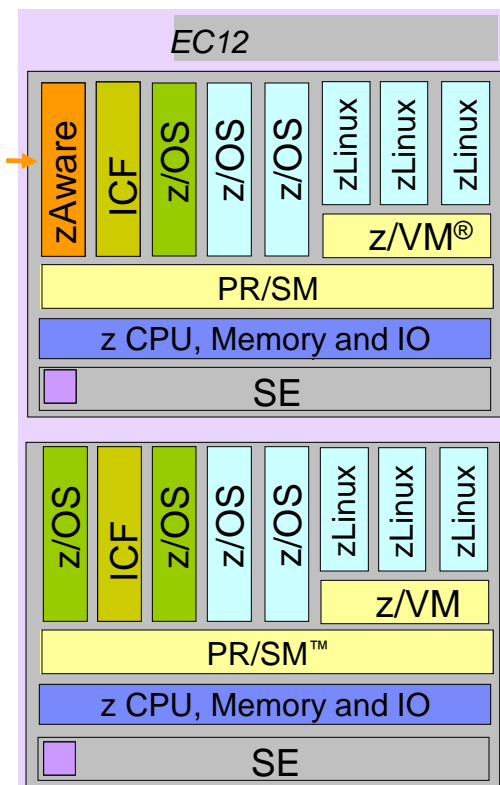 EC12
zAware
ICF
z/OS
z/OS
z/OS
zLinux
zLinux
zLinux
z/VM®
PR/SM
z CPU, Memory and IO
SE
z/OS
ICF
z/OS
z/OS
z/OS
zLinux
zLinux
zLinux
z/VM
PR/SM™
z CPU, Memory and IO
SE